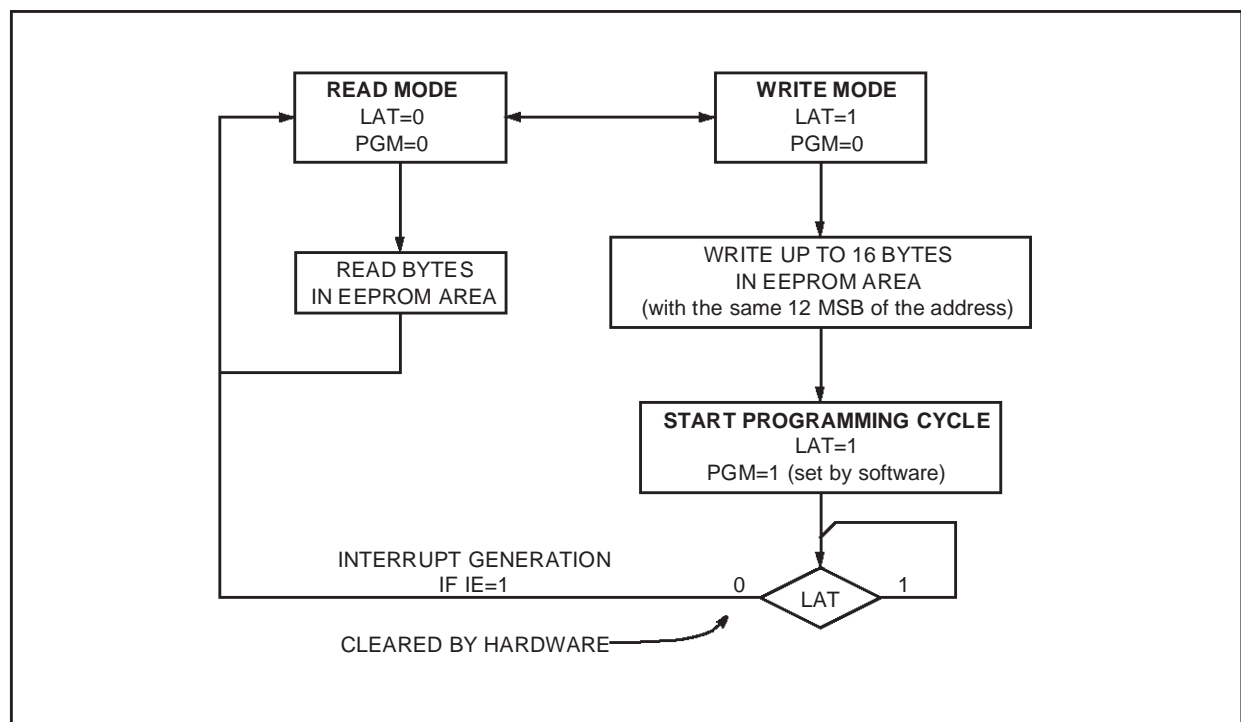 READ MODE
LAT=0
PGM=0
WRITE MODE
LAT=1
PGM=0
READ BYTES
IN EEPROM AREA
WRITE UP TO 16 BYTES
IN EEPROM AREA
(with the same 12 MSB of the address)
START PROGRAMMING CYCLE
LAT=1
PGM=1 (set by software)
INTERRUPT GENERATION
IF IE=1
0
LAT
1
CLEARED BY HARDWARE